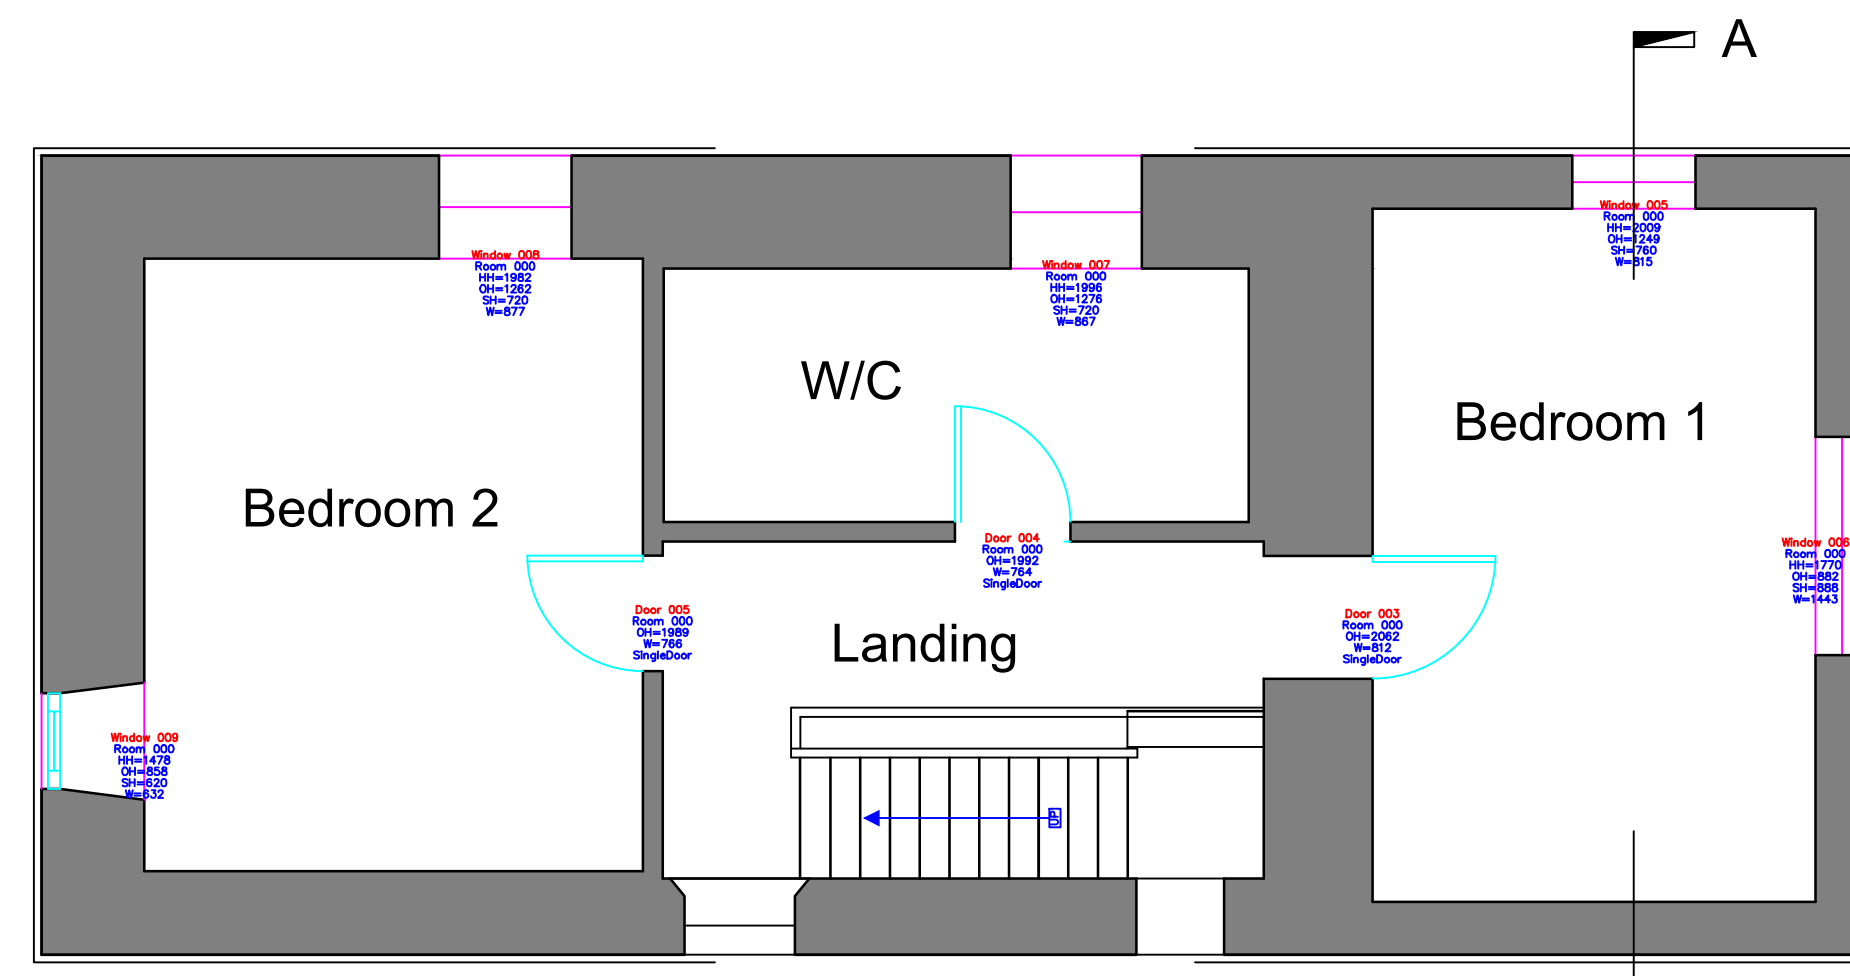 A
Window 005
Room 000
HH=2009
OH=1249
SH=760
W=815
Window 008
Room 000
HH=1982
OH=1262
SH=720
W=877
Window 007
Room 000
HH=1996
OH=1276
SH=720
W=867
W/C
Bedroom 1
Bedroom 2
Door 004
Room 000
OH=1992
W=764
SingleDoor
Window 006
Room 000
HH=1770
OH=882
SH=888
W=1443
Door 005
Room 000
OH=1989
W=766
SingleDoor
Door 003
Room 000
OH=2062
W=812
SingleDoor
Landing
Window 009
Room 000
HH=1478
OH=858
SH=620
W=632
UP